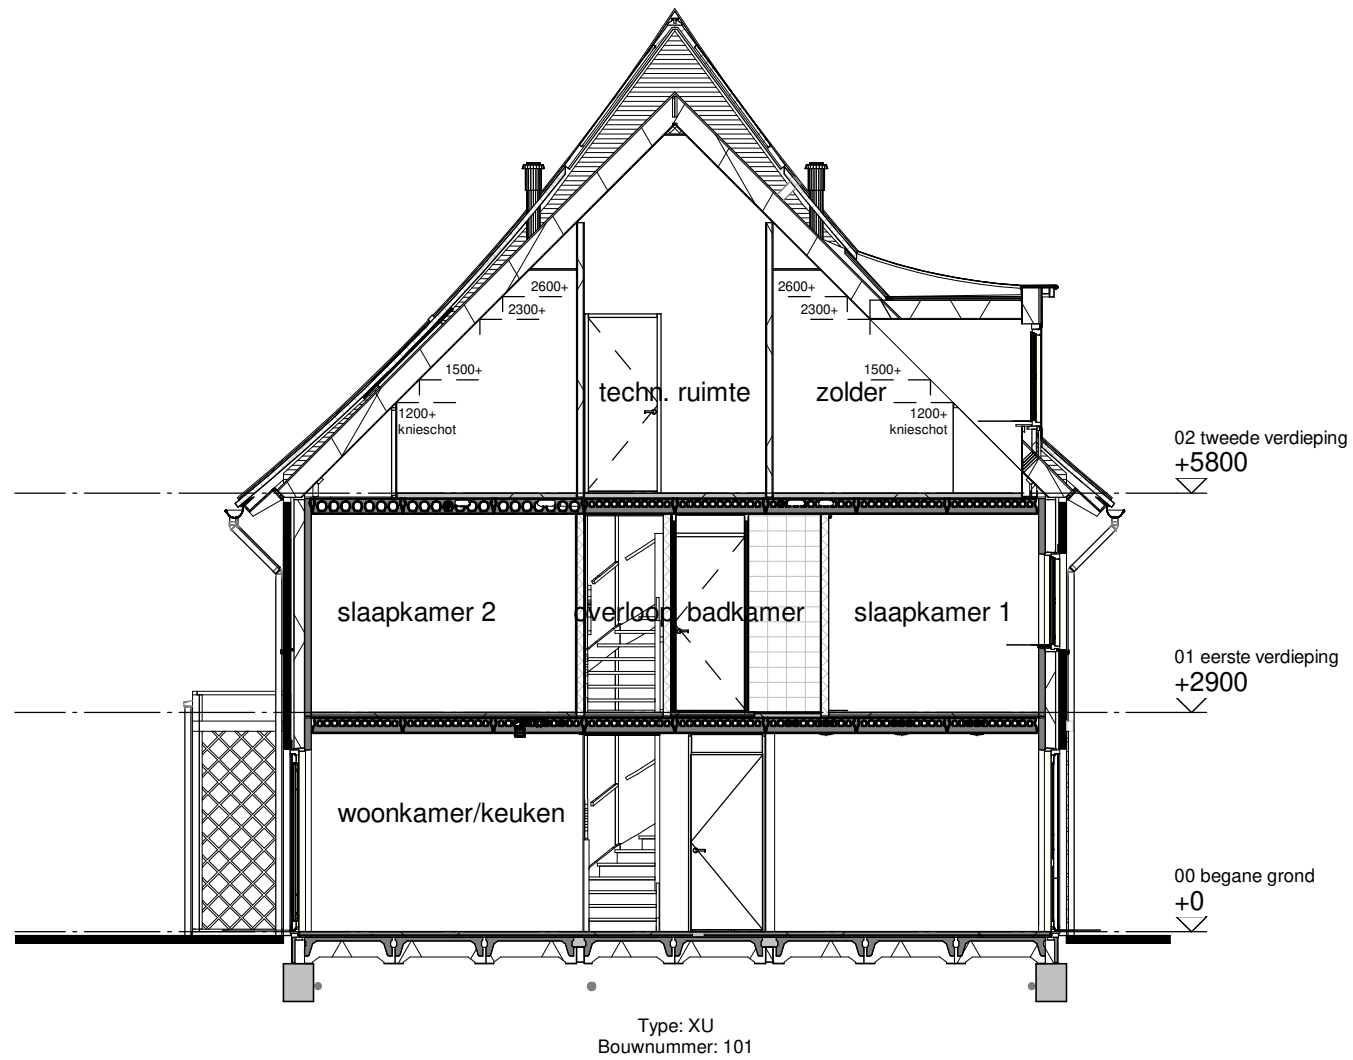 2600+
2600+
2300+
2300+
1500+
1500+
techn. ruimte
zolder
1200+
knieschot
1200+
knieschot
02 tweede verdieping
+5800
slaapkamer 2
overloop
badkamer
slaapkamer 1
01 eerste verdieping
+2900
woonkamer/keuken
00 begane grond
+0
Type: XU
Bouwnummer: 101